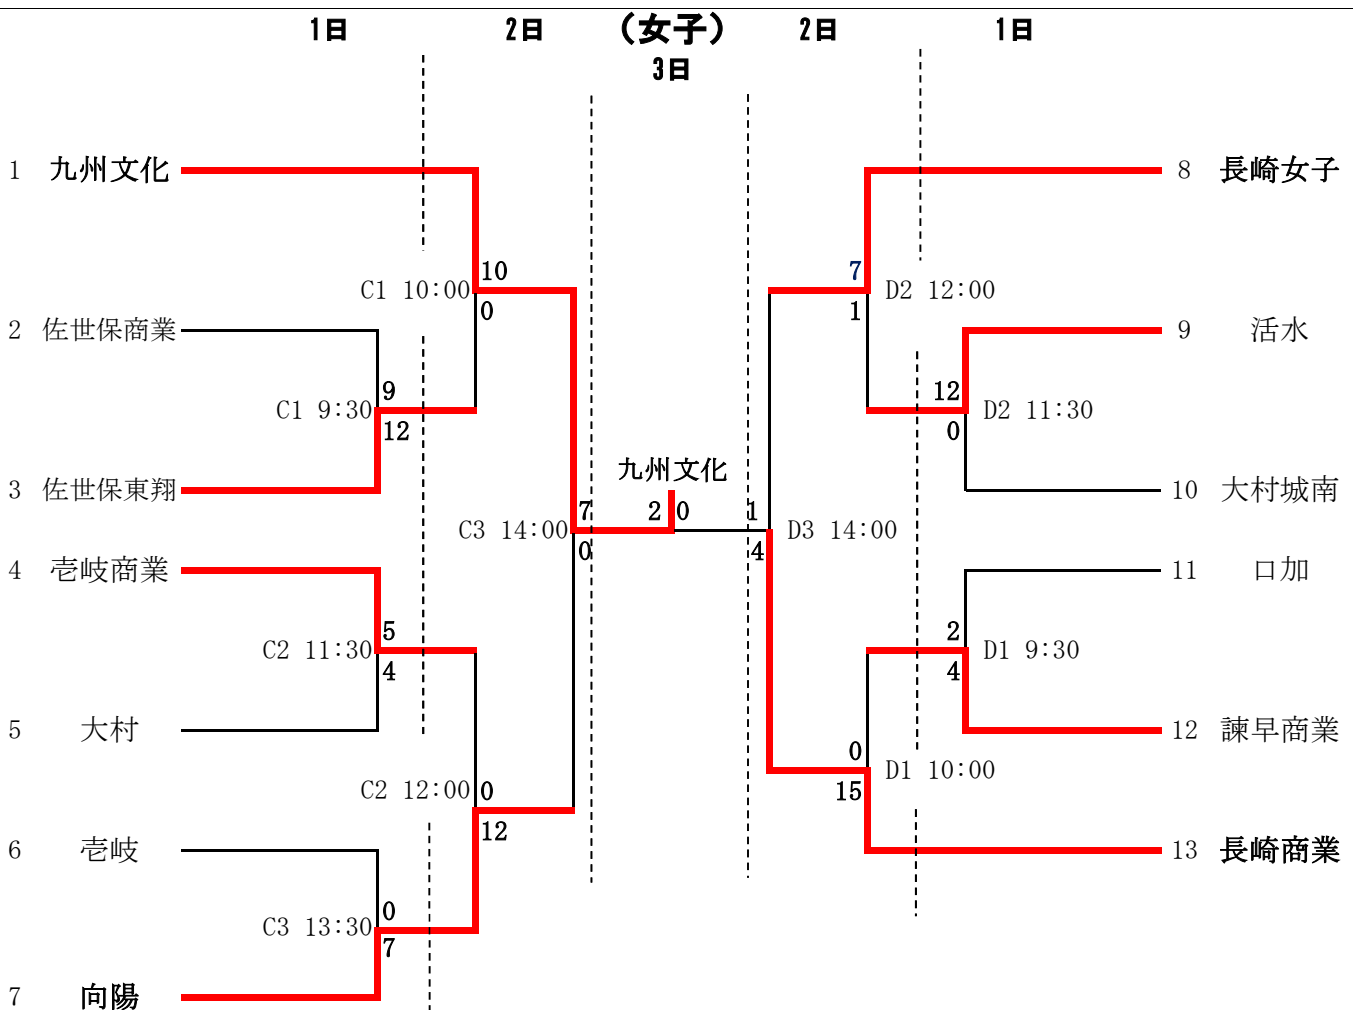 1日 2日 （女子） 2日 1日
3日
1 九州文化
8 長崎女子
10
C1 10:00
0
7
D2 12:00
1
2 佐世保商業
9 活水
9
C1 9:30
12
12
D2 11:30
0
3 佐世保東翔
九州文化
10 大村城南
7
C3 14:00
0
2 0
1
D3 14:00
4
4 壱岐商業
11 口加
5
C2 11:30
4
2
D1 9:30
4
5 大村
12 諫早商業
0
D1 10:00
15
C2 12:00 0
12
6 壱岐
13 長崎商業
0
C3 13:30
7
7 向陽